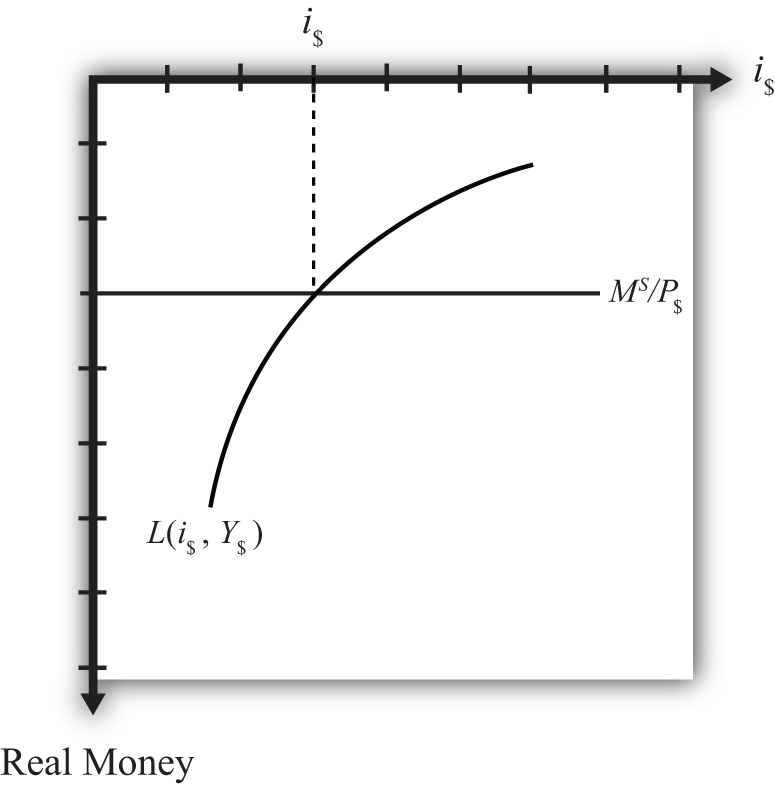 i$
i$
M^S/P$
L(i$, Y$)
Real Money